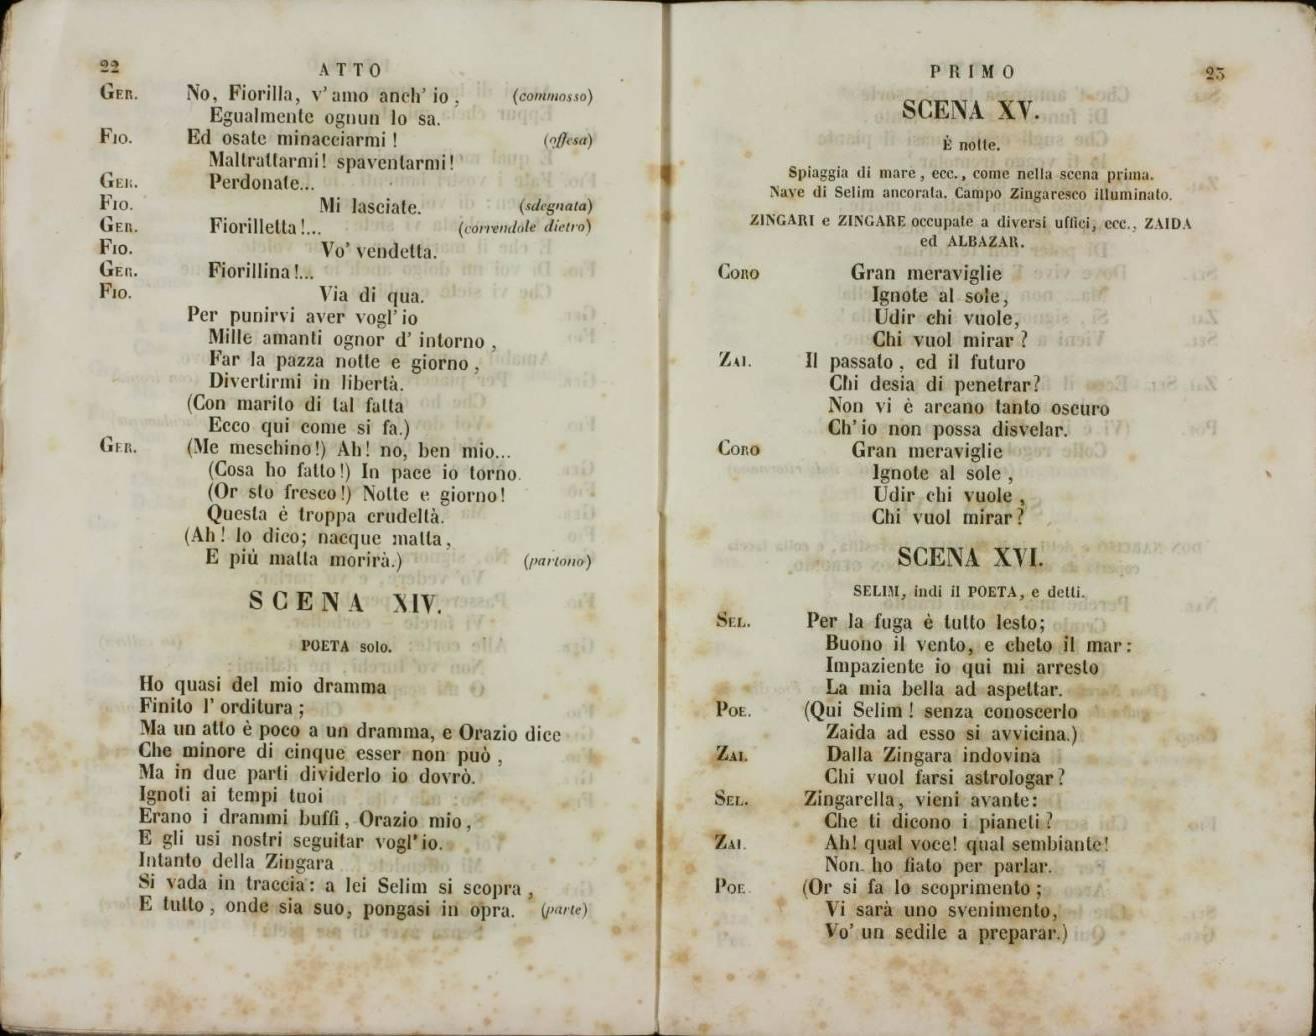 22
ATTO
GER. No, Fiorilla, v'amo anch'io, (commosso)
Egualmente ognun lo sa.
FIO. Ed osate minacciarmi! (offesa)
Maltrattarmi! spaventarmi!
GER. Perdonate...
FIO. Mi lasciate. (sdegnata)
GER. Fiorilletta!... (correndole dietro)
FIO. Vo' vendetta.
GER. Fiorillina!...
FIO. Via di qua.
Per punirvi aver vogl'io
Mille amanti ognor d'intorno,
Far la pazza notte e giorno,
Divertirmi in libertà.
(Con marito di tal fatta
Ecco qui come si fa.)
GER. (Me meschino!) Ah! no, ben mio...
(Cosa ho fatto!) In pace io torno.
(Or sto fresco!) Notte e giorno!
Questa è troppa crudeltà.
(Ah! lo dico; nacque matta,
E più matta morirà.) (partono)
SCENA XIV.
POETA solo.
Ho quasi del mio dramma
Finito l'orditura;
Ma un atto è poco a un dramma, e Orazio dice
Che minore di cinque esser non può,
Ma in due parti dividerlo io dovrò.
Ignoti ai tempi tuoi
Erano i drammi buffi, Orazio mio,
E gli usi nostri seguitar vogl'io.
Intanto della Zingara
Si vada in traccia: a lei Selim si scopra,
E tutto, onde sia suo, pongasi in opra. (parte)
PRIMO
23
SCENA XV.
È notte.
Spiaggia di mare, ecc., come nella scena prima.
Nave di Selim ancorata. Campo Zingaresco illuminato.
ZINGARI e ZINGARE occupate a diversi uffici, ecc., ZAIDA
ed ALBAZAR.
CORO Gran meraviglie
Ignote al sole,
Udir chi vuole,
Chi vuol mirar?
ZAI. Il passato, ed il futuro
Chi desia di penetrar?
Non vi è arcano tanto oscuro
Ch'io non possa disvelar.
CORO Gran meraviglie
Ignote al sole,
Udir chi vuole,
Chi vuol mirar?
SCENA XVI.
SELIM, indi il POETA, e detti.
SEL. Per la fuga è tutto lesto;
Buono il vento, e cheto il mar:
Impaziente io qui mi arresto
La mia bella ad aspettar.
POE. (Qui Selim! senza conoscerlo
Zaida ad esso si avvicina.)
ZAI. Dalla Zingara indovina
Chi vuol farsi astrologar?
SEL. Zingarella, vieni avante:
Che ti dicono i pianeti?
ZAI. Ah! qual voce! qual sembiante!
Non ho fiato per parlar.
POE. (Or si fa lo scoprimento;
Vi sarà uno svenimento,
Vo' un sedile a preparar.)